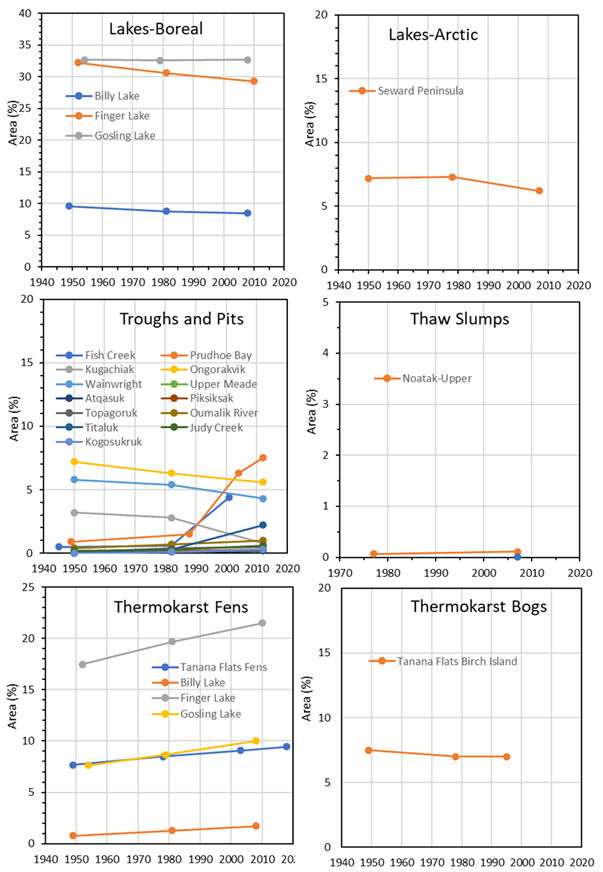 Lakes-Boreal
Area (%)
40
35
30
25
20
15
10
5
0
Billy Lake
Finger Lake
Gosling Lake
1940 1950 1960 1970 1980 1990 2000 2010 2020
Lakes-Arctic
Area (%)
20
15
10
5
0
Seward Peninsula
1940 1950 1960 1970 1980 1990 2000 2010 2020
Troughs and Pits
Area (%)
20
15
10
5
0
Fish Creek Prudhoe Bay
Kugachiak Ongorakvik
Wainwright Upper Meade
Atqasuk Piksiksak
Topagoruk Oumalik River
Titaluk Judy Creek
Kogosukruk
1940 1950 1960 1970 1980 1990 2000 2010 2020
Thaw Slumps
Area (%)
5
4
3
2
1
0
Noatak-Upper
1970 1980 1990 2000 2010 2020
Thermokarst Fens
Area (%)
25
20
15
10
5
0
Tanana Flats Fens
Billy Lake
Finger Lake
Gosling Lake
1940 1950 1960 1970 1980 1990 2000 2010 202
Thermokarst Bogs
Area (%)
20
15
10
5
0
Tanana Flats Birch Island
1940 1950 1960 1970 1980 1990 2000 2010 2020